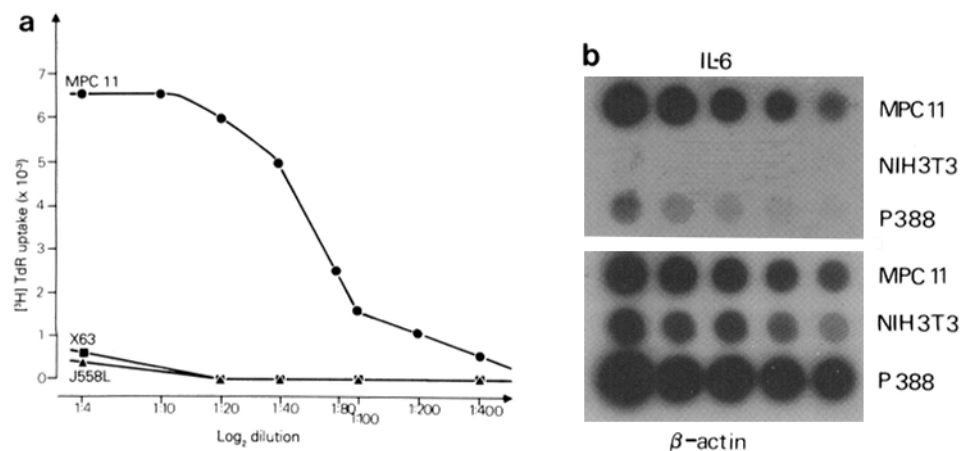 a
7
MPC 11
6
5
4
3
2
1
X63
0
J558L
[³H] TdR uptake (x 10⁻³)
1:4 1:10 1:20 1:40 1:80 1:100 1:200 1:400
Log₂ dilution
b
IL-6
MPC 11
NIH3T3
P388
MPC 11
NIH3T3
P 388
β-actin